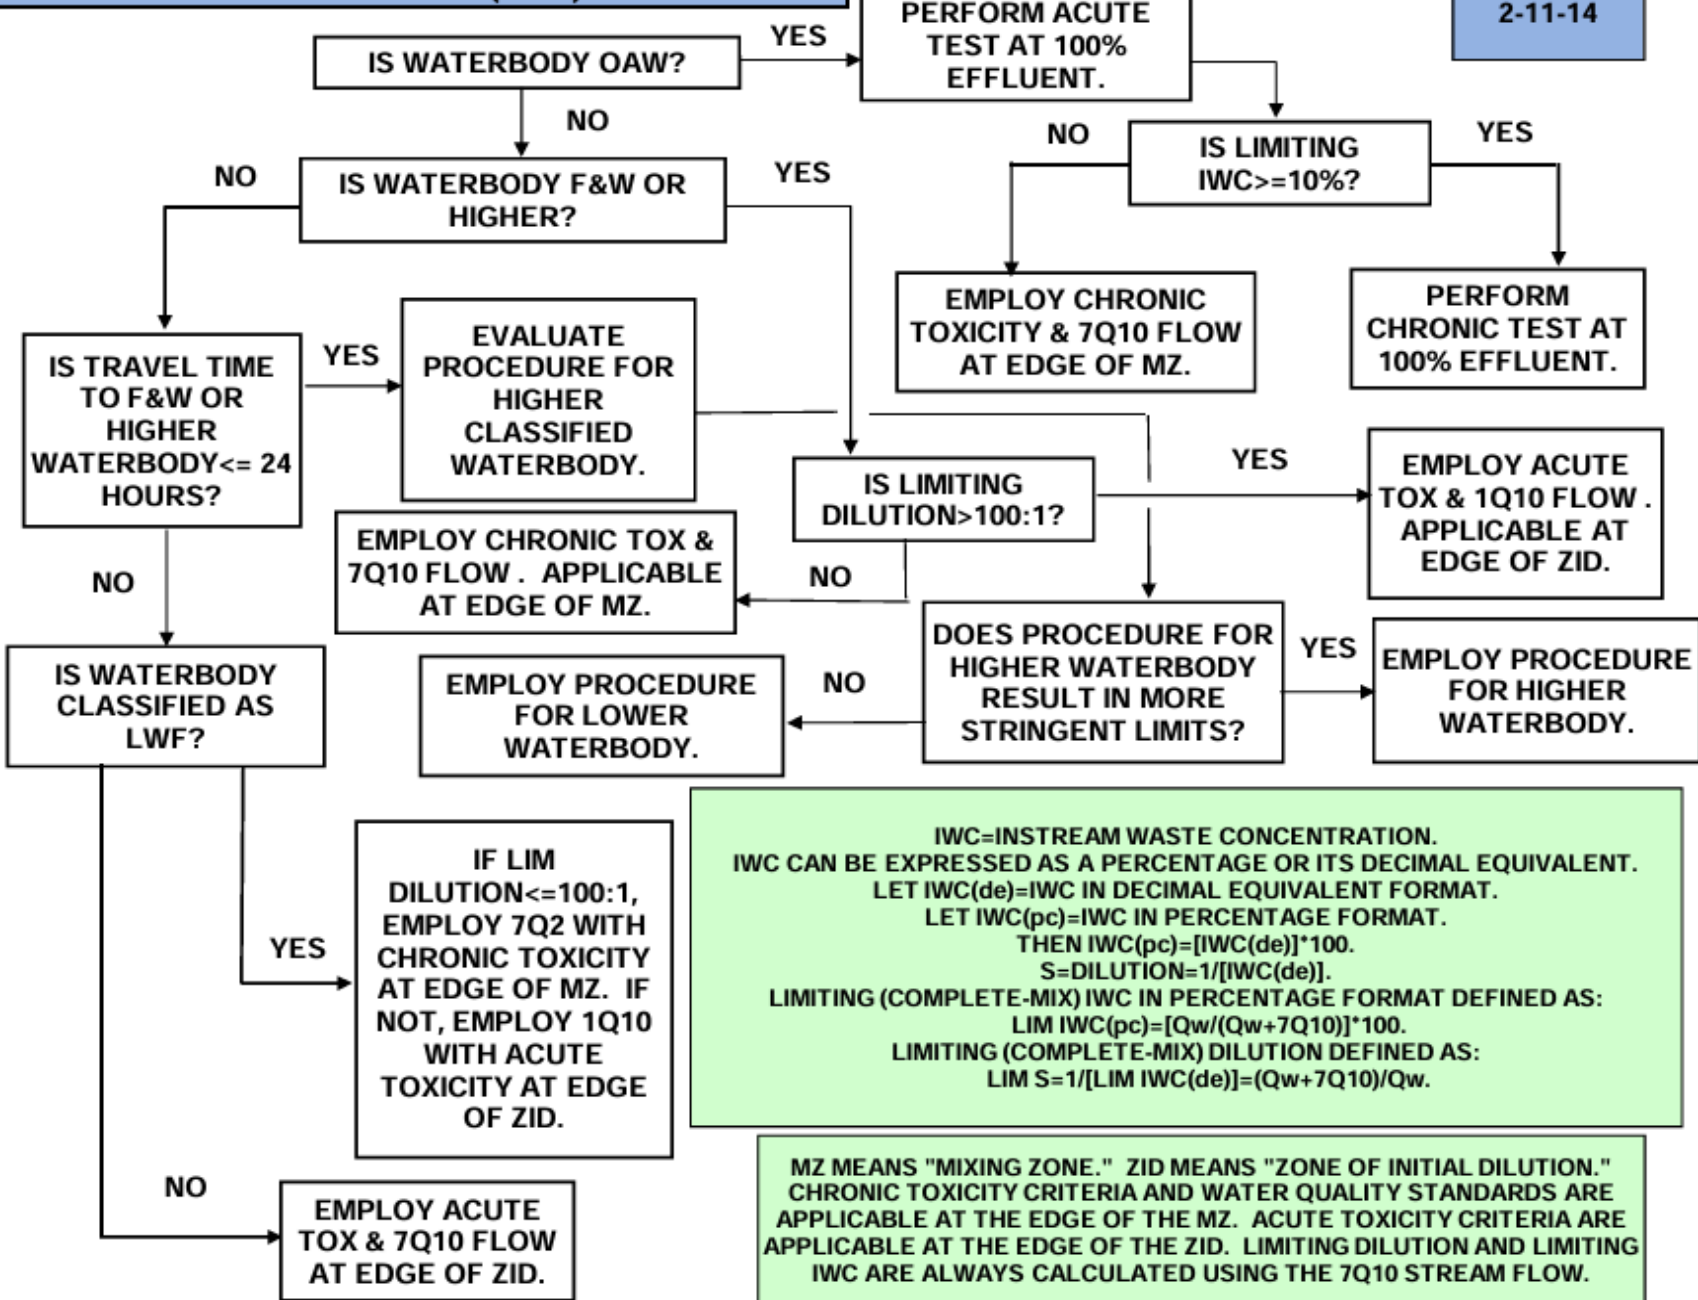 PERFORM ACUTE
TEST AT 100%
EFFLUENT.
2-11-14
IS WATERBODY OAW?
YES
NO
IS LIMITING
IWC>=10%?
NO
YES
IS WATERBODY F&W OR
HIGHER?
NO
YES
EMPLOY CHRONIC
TOXICITY & 7Q10 FLOW
AT EDGE OF MZ.
PERFORM
CHRONIC TEST AT
100% EFFLUENT.
IS TRAVEL TIME
TO F&W OR
HIGHER
WATERBODY<= 24
HOURS?
YES
EVALUATE
PROCEDURE FOR
HIGHER
CLASSIFIED
WATERBODY.
IS LIMITING
DILUTION>100:1?
YES
EMPLOY ACUTE
TOX & 1Q10 FLOW .
APPLICABLE AT
EDGE OF ZID.
NO
EMPLOY CHRONIC TOX &
7Q10 FLOW . APPLICABLE
AT EDGE OF MZ.
NO
DOES PROCEDURE FOR
HIGHER WATERBODY
RESULT IN MORE
STRINGENT LIMITS?
YES
EMPLOY PROCEDURE
FOR HIGHER
WATERBODY.
NO
EMPLOY PROCEDURE
FOR LOWER
WATERBODY.
IS WATERBODY
CLASSIFIED AS
LWF?
YES
IF LIM
DILUTION<=100:1,
EMPLOY 7Q2 WITH
CHRONIC TOXICITY
AT EDGE OF MZ. IF
NOT, EMPLOY 1Q10
WITH ACUTE
TOXICITY AT EDGE
OF ZID.
NO
EMPLOY ACUTE
TOX & 7Q10 FLOW
AT EDGE OF ZID.
IWC=INSTREAM WASTE CONCENTRATION.
IWC CAN BE EXPRESSED AS A PERCENTAGE OR ITS DECIMAL EQUIVALENT.
LET IWC(de)=IWC IN DECIMAL EQUIVALENT FORMAT.
LET IWC(pc)=IWC IN PERCENTAGE FORMAT.
THEN IWC(pc)=[IWC(de)]*100.
S=DILUTION=1/[IWC(de)].
LIMITING (COMPLETE-MIX) IWC IN PERCENTAGE FORMAT DEFINED AS:
LIM IWC(pc)=[Qw/(Qw+7Q10)]*100.
LIMITING (COMPLETE-MIX) DILUTION DEFINED AS:
LIM S=1/[LIM IWC(de)]=(Qw+7Q10)/Qw.
MZ MEANS "MIXING ZONE." ZID MEANS "ZONE OF INITIAL DILUTION."
CHRONIC TOXICITY CRITERIA AND WATER QUALITY STANDARDS ARE
APPLICABLE AT THE EDGE OF THE MZ. ACUTE TOXICITY CRITERIA ARE
APPLICABLE AT THE EDGE OF THE ZID. LIMITING DILUTION AND LIMITING
IWC ARE ALWAYS CALCULATED USING THE 7Q10 STREAM FLOW.